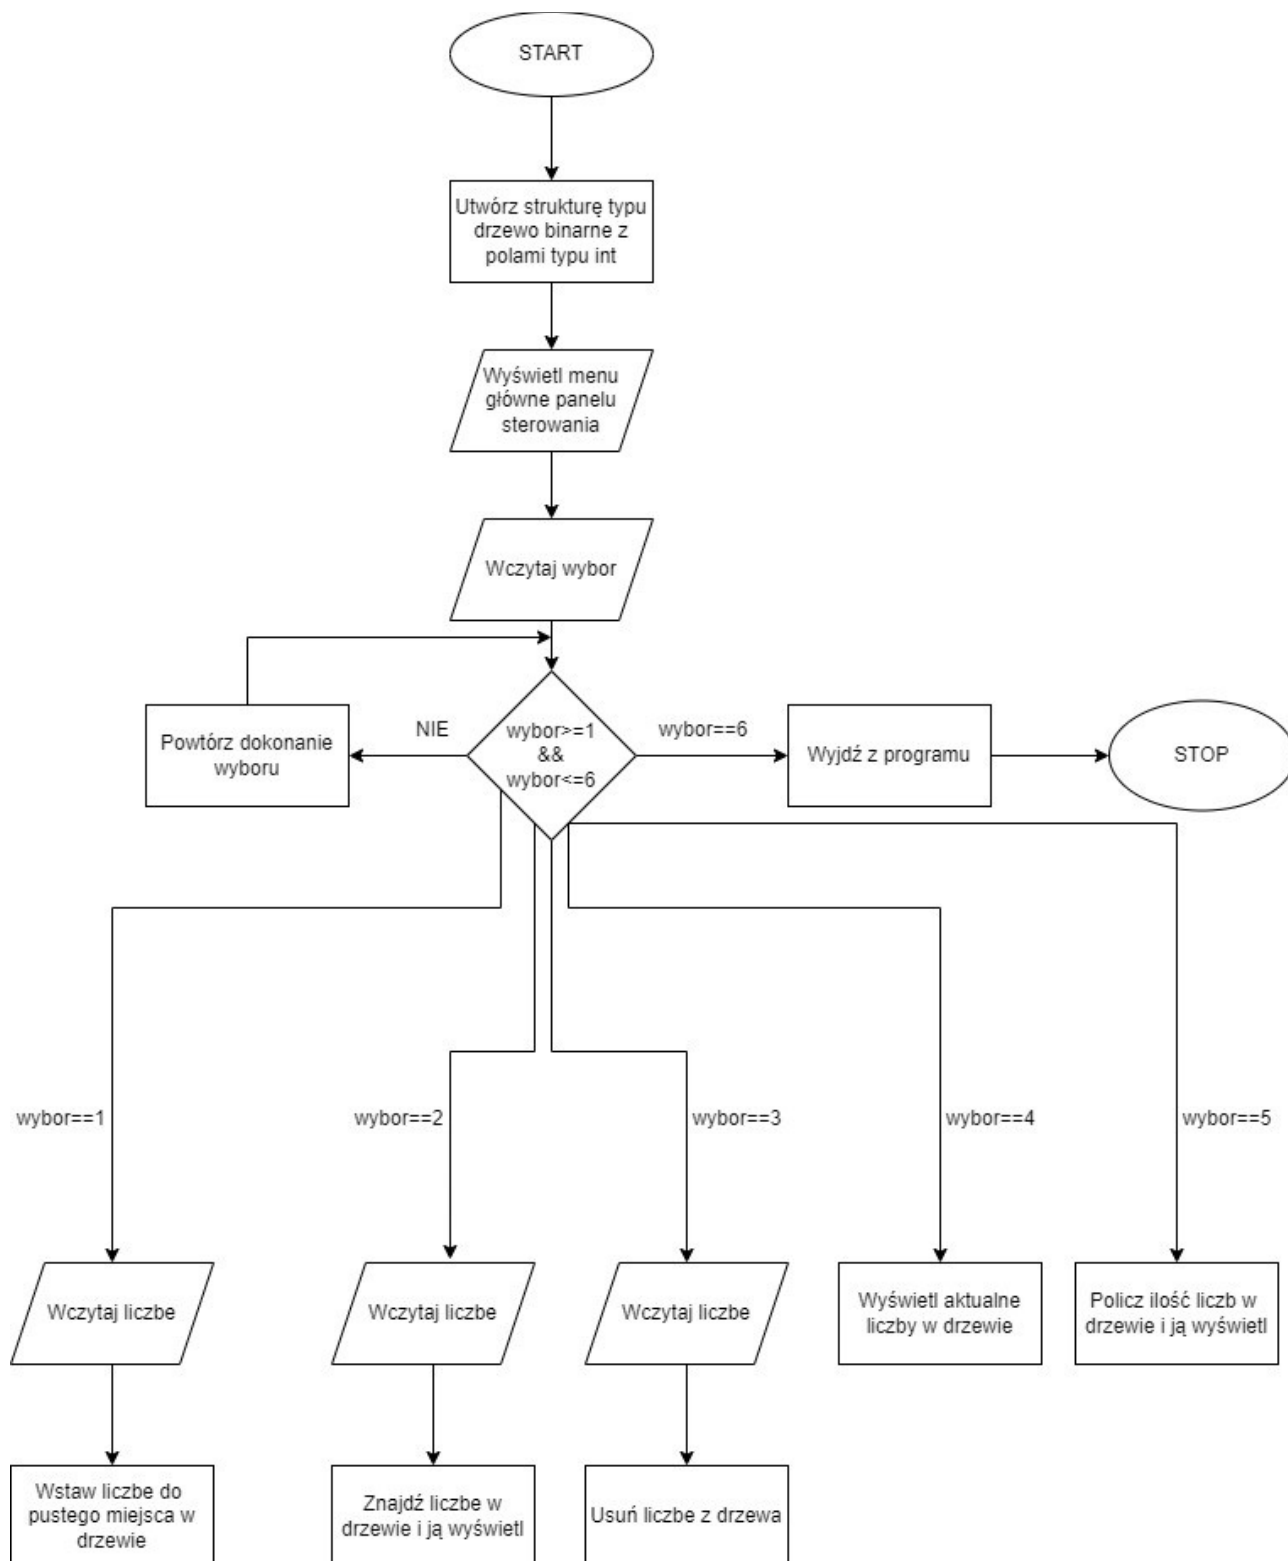 START
Utwórz strukturę typu
drzewo binarne z
polami typu int
Wyświetl menu
główne panelu
sterowania
Wczytaj wybor
NIE
Powtórz dokonanie
wyboru
wybor>=1
&&
wybor<=6
wybor==6
Wyjdź z programu
STOP
wybor==1
wybor==2
wybor==3
wybor==4
wybor==5
Wczytaj liczbe
Wczytaj liczbe
Wczytaj liczbe
Wyświetl aktualne
liczby w drzewie
Policz ilość liczb w
drzewie i ją wyświetl
Wstaw liczbe do
pustego miejsca w
drzewie
Znajdź liczbe w
drzewie i ją wyświetl
Usuń liczbe z drzewa